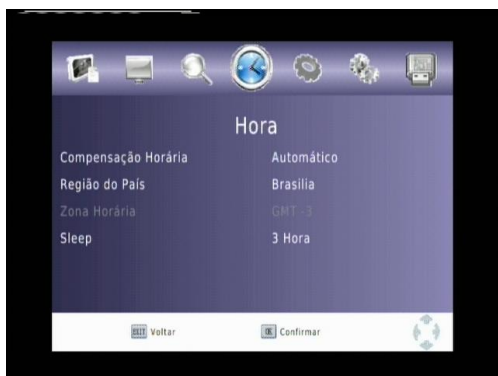 Hora
Compensação Horária Automático
Região do País Brasilia
Zona Horária GMT -3
Sleep 3 Hora
EXIT Voltar OK Confirmar